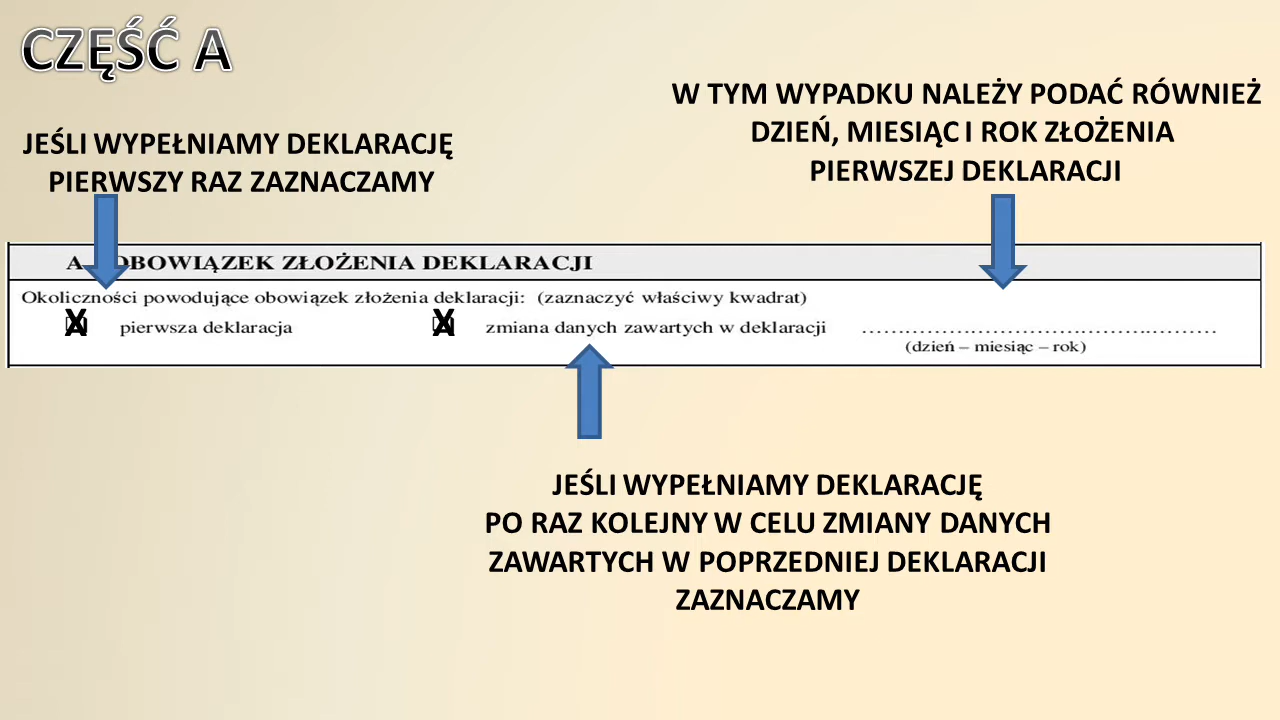 CZĘŚĆ A
JEŚLI WYPEŁNIAMY DEKLARACJĘ
PIERWSZY RAZ ZAZNACZAMY
W TYM WYPADKU NALEŻY PODAĆ RÓWNIEŻ
DZIEŃ, MIESIĄC I ROK ZŁOŻENIA
PIERWSZEJ DEKLARACJI
A. OBOWIĄZEK ZŁOŻENIA DEKLARACJI
Okoliczności powodujące obowiązek złożenia deklaracji: (zaznaczyć właściwy kwadrat)
X pierwsza deklaracja X zmiana danych zawartych w deklaracji ................................................
(dzień – miesiąc – rok)
JEŚLI WYPEŁNIAMY DEKLARACJĘ
PO RAZ KOLEJNY W CELU ZMIANY DANYCH
ZAWARTYCH W POPRZEDNIEJ DEKLARACJI
ZAZNACZAMY